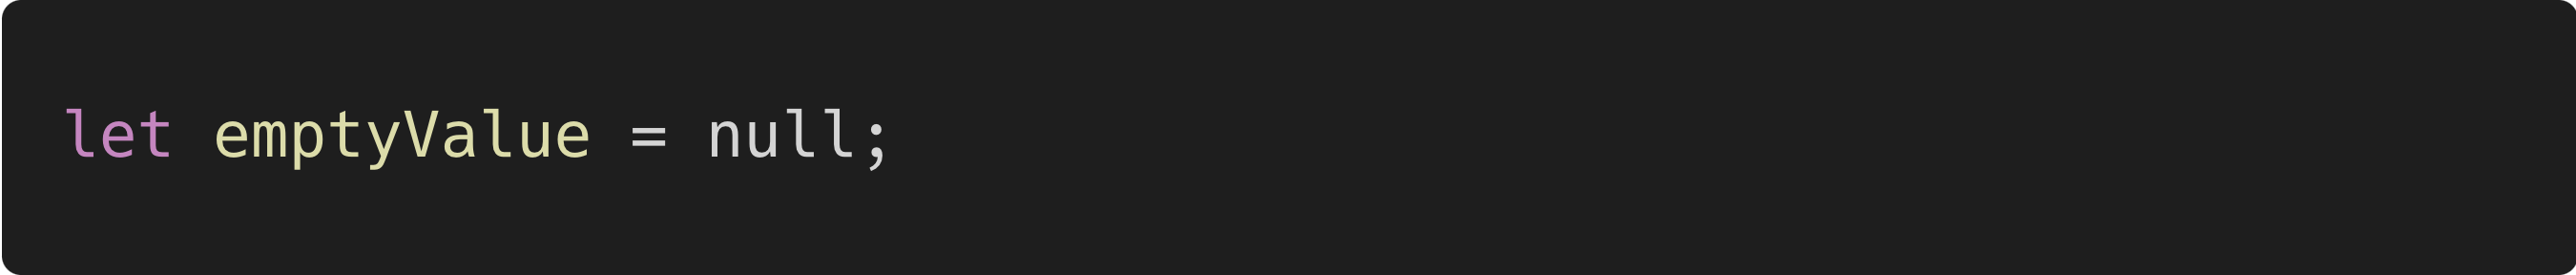 let emptyValue = null;